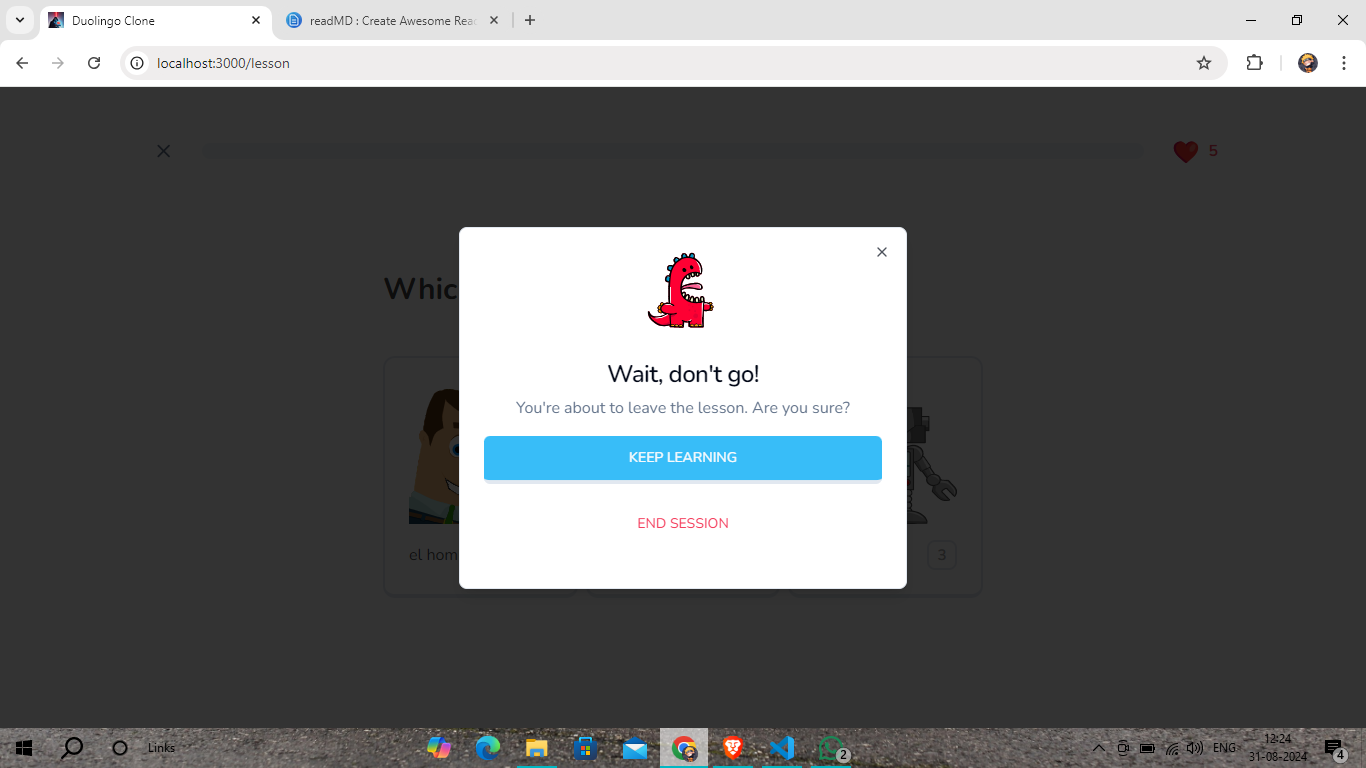 Duolingo Clone
readMD : Create Awesome Rea
localhost:3000/lesson
5
Whic
Wait, don't go!
You're about to leave the lesson. Are you sure?
KEEP LEARNING
END SESSION
el hom
3
Links
2
ENG
12:24
31-08-2024
4